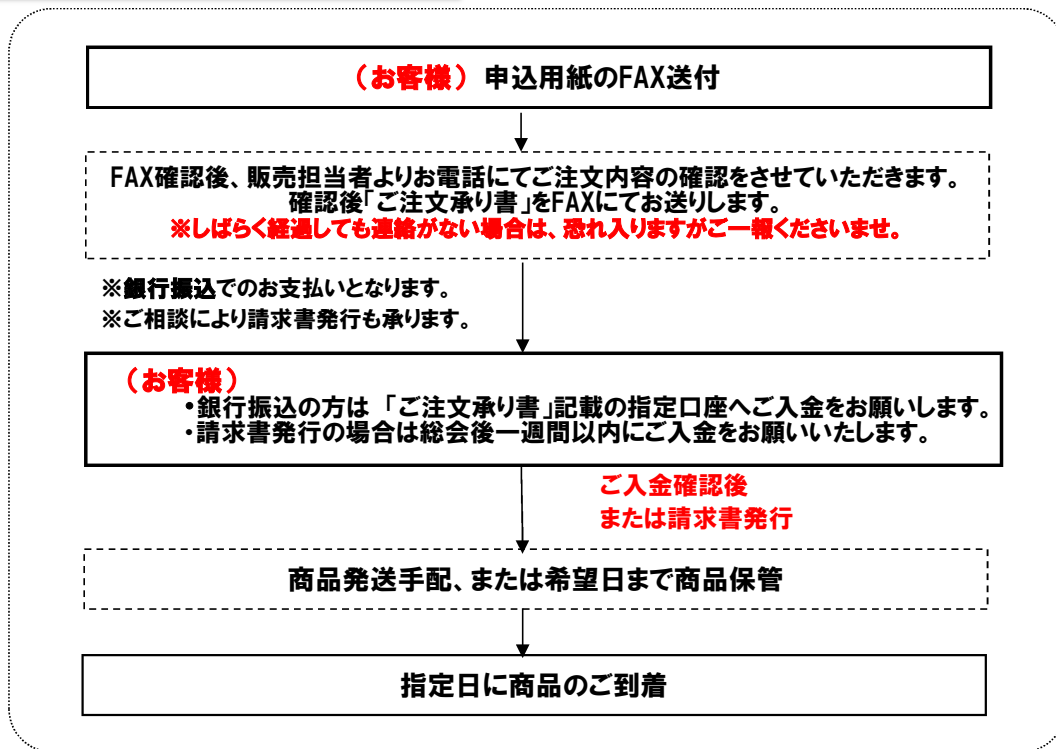 （お客様） 申込用紙のFAX送付
FAX確認後、販売担当者よりお電話にてご注文内容の確認をさせていただきます。
確認後「ご注文承り書」をFAXにてお送りします。
※しばらく経過しても連絡がない場合は、恐れ入りますがご一報くださいませ。
※銀行振込でのお支払いとなります。
※ご相談により請求書発行も承ります。
（お客様）
・銀行振込の方は 「ご注文承り書」記載の指定口座へご入金をお願いします。
・請求書発行の場合は総会後一週間以内にご入金をお願いいたします。
ご入金確認後
または請求書発行
商品発送手配、または希望日まで商品保管
指定日に商品のご到着